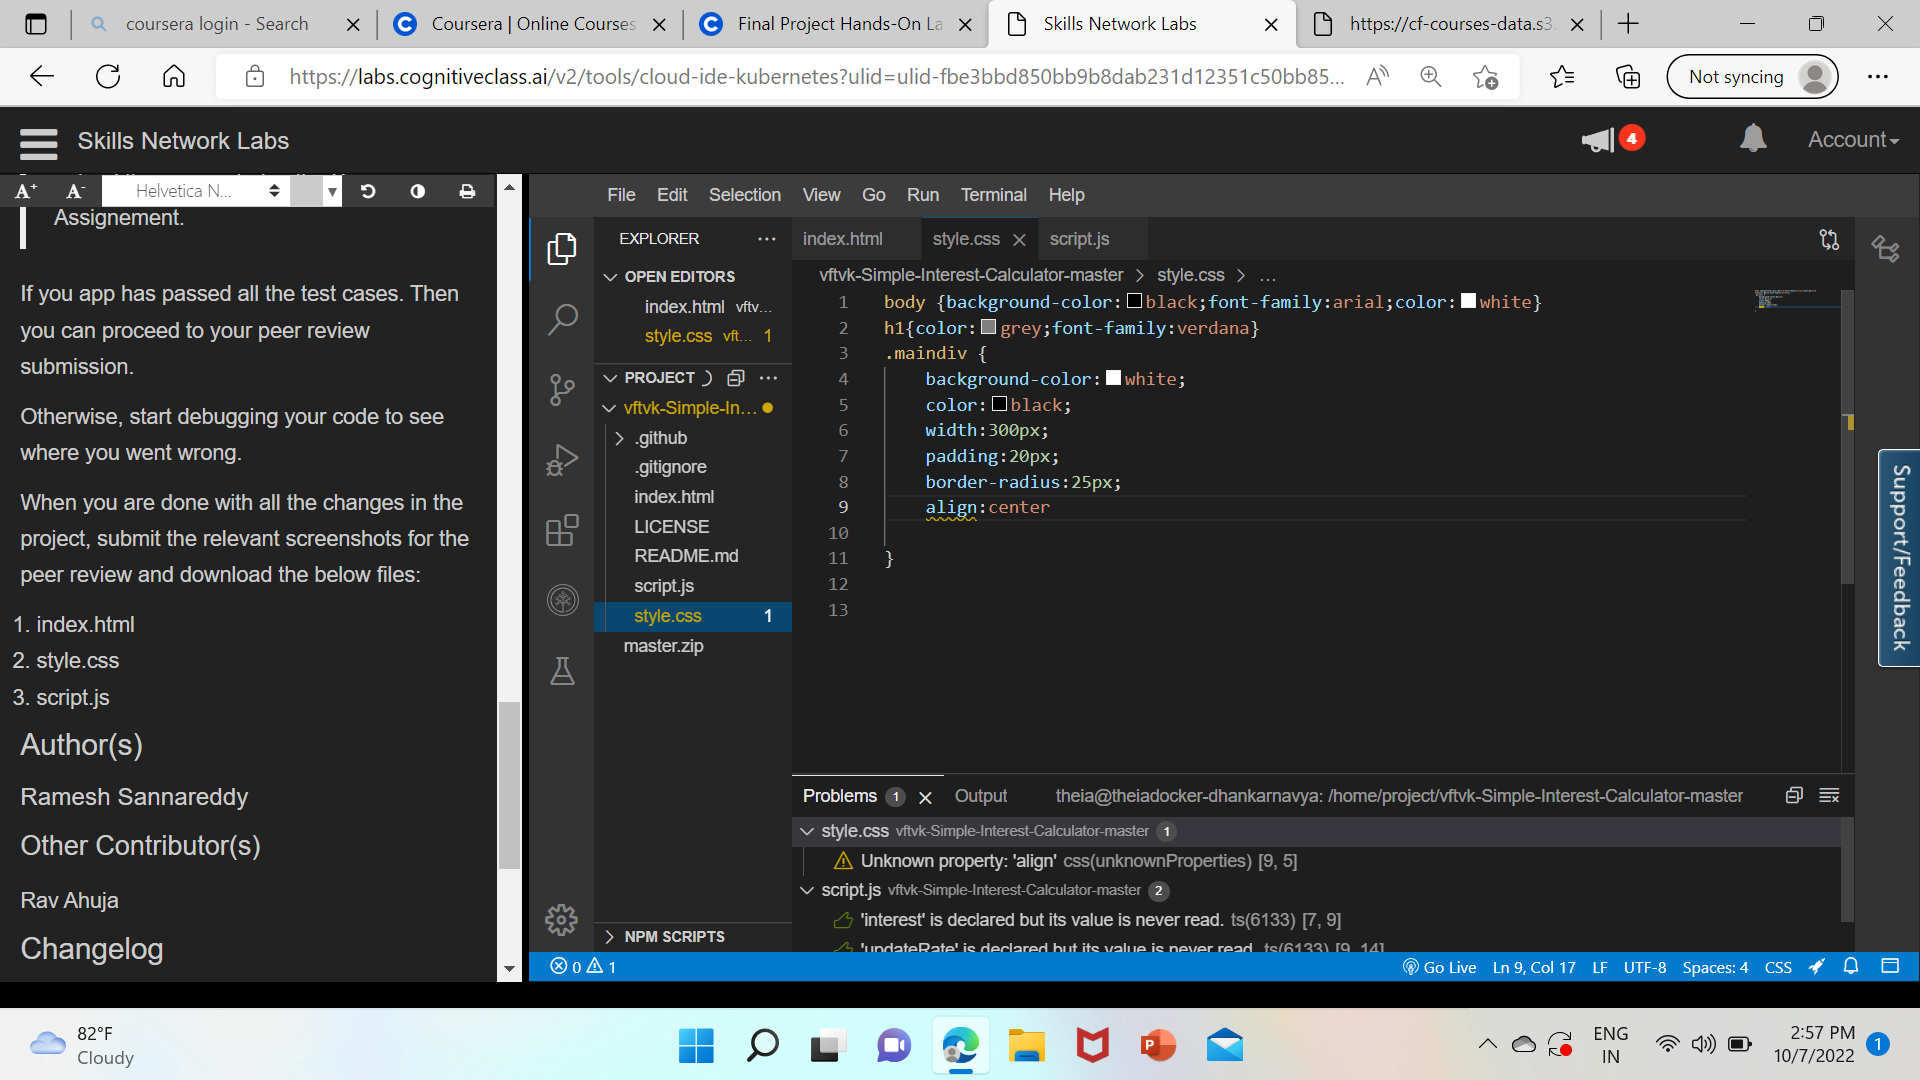 coursera login - Search
Coursera | Online Courses
Final Project Hands-On La
Skills Network Labs
https://cf-courses-data.s3.
https://labs.cognitiveclass.ai/v2/tools/cloud-ide-kubernetes?ulid=ulid-fbe3bbd850bb9b8dab231d12351c50bb85...
Not syncing
Skills Network Labs
4
Account
A+ A- Helvetica N...
Assignement.
If you app has passed all the test cases. Then
you can proceed to your peer review
submission.
Otherwise, start debugging your code to see
where you went wrong.
When you are done with all the changes in the
project, submit the relevant screenshots for the
peer review and download the below files:
1. index.html
2. style.css
3. script.js
Author(s)
Ramesh Sannareddy
Other Contributor(s)
Rav Ahuja
Changelog
File Edit Selection View Go Run Terminal Help
EXPLORER
OPEN EDITORS
index.html vftv...
style.css vft... 1
PROJECT
vftvk-Simple-In...
.github
.gitignore
index.html
LICENSE
README.md
script.js
style.css 1
master.zip
NPM SCRIPTS
index.html style.css script.js
vftvk-Simple-Interest-Calculator-master > style.css > ...
1 body {background-color:black;font-family:arial;color:white}
2 h1{color:grey;font-family:verdana}
3 .maindiv {
4 background-color:white;
5 color:black;
6 width:300px;
7 padding:20px;
8 border-radius:25px;
9 align:center
10
11 }
12
13
Problems 1 Output theia@theiadocker-dhankarnavya: /home/project/vftvk-Simple-Interest-Calculator-master
style.css vftvk-Simple-Interest-Calculator-master 1
Unknown property: 'align' css(unknownProperties) [9, 5]
script.js vftvk-Simple-Interest-Calculator-master 2
'interest' is declared but its value is never read. ts(6133) [7, 9]
'updateRate' is declared but its value is never read. ts(6133) [9, 14]
0 1 Go Live Ln 9, Col 17 LF UTF-8 Spaces: 4 CSS
Support/Feedback
82°F
Cloudy
ENG
IN
2:57 PM
10/7/2022
1